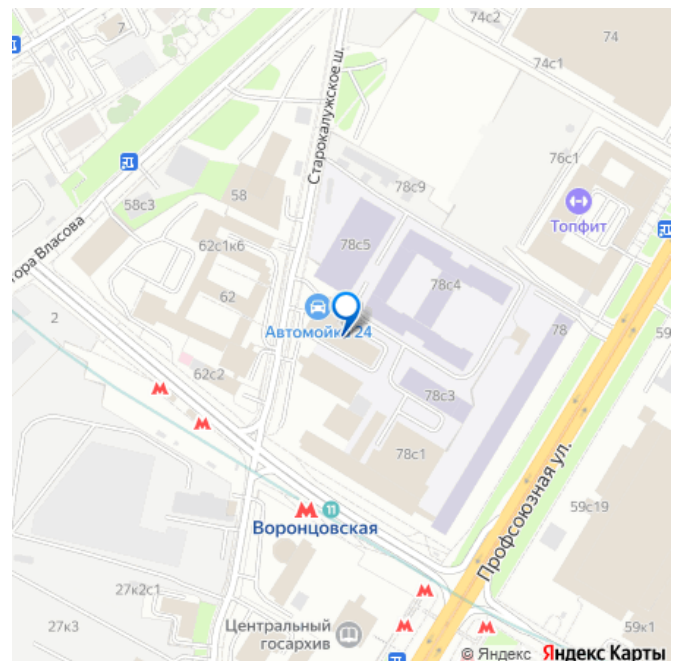 7
74с2
74
74с1
Старокалужское ш.
76с1
78с9
58
58с3
Топфит
тора Власова
62с1к6
78с5
78с4
62
2
Автомойка 24
78
59
62с2
78с3
78с1
Профсоюзная ул.
59с19
11
Воронцовская
27к2с1
27к3
Центральный
госархив
59к1
© Яндекс Яндекс Карты